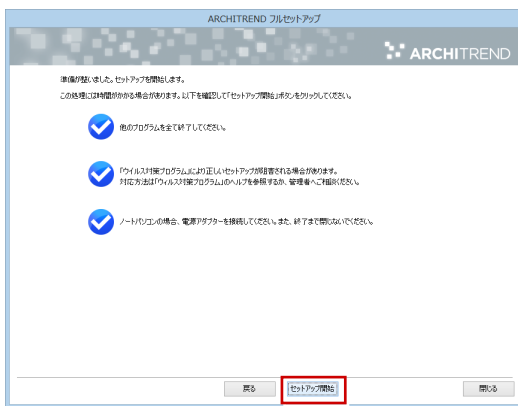 ARCHITREND フルセットアップ
ARCHITREND
準備が整いました。セットアップを開始します。
この処理には時間がかかる場合があります。以下を確認して「セットアップ開始」ボタンをクリックしてください。
他のプログラムを全て終了してください。
「ウイルス対策プログラム」により正しいセットアップが阻害される場合があります。
対応方法は「ウィルス対策プログラム」のヘルプを参照するか、管理者へご相談ください。
ノートパソコンの場合、電源アダプターを接続してください。また、終了まで閉じないでください。
戻る
セットアップ開始
閉じる